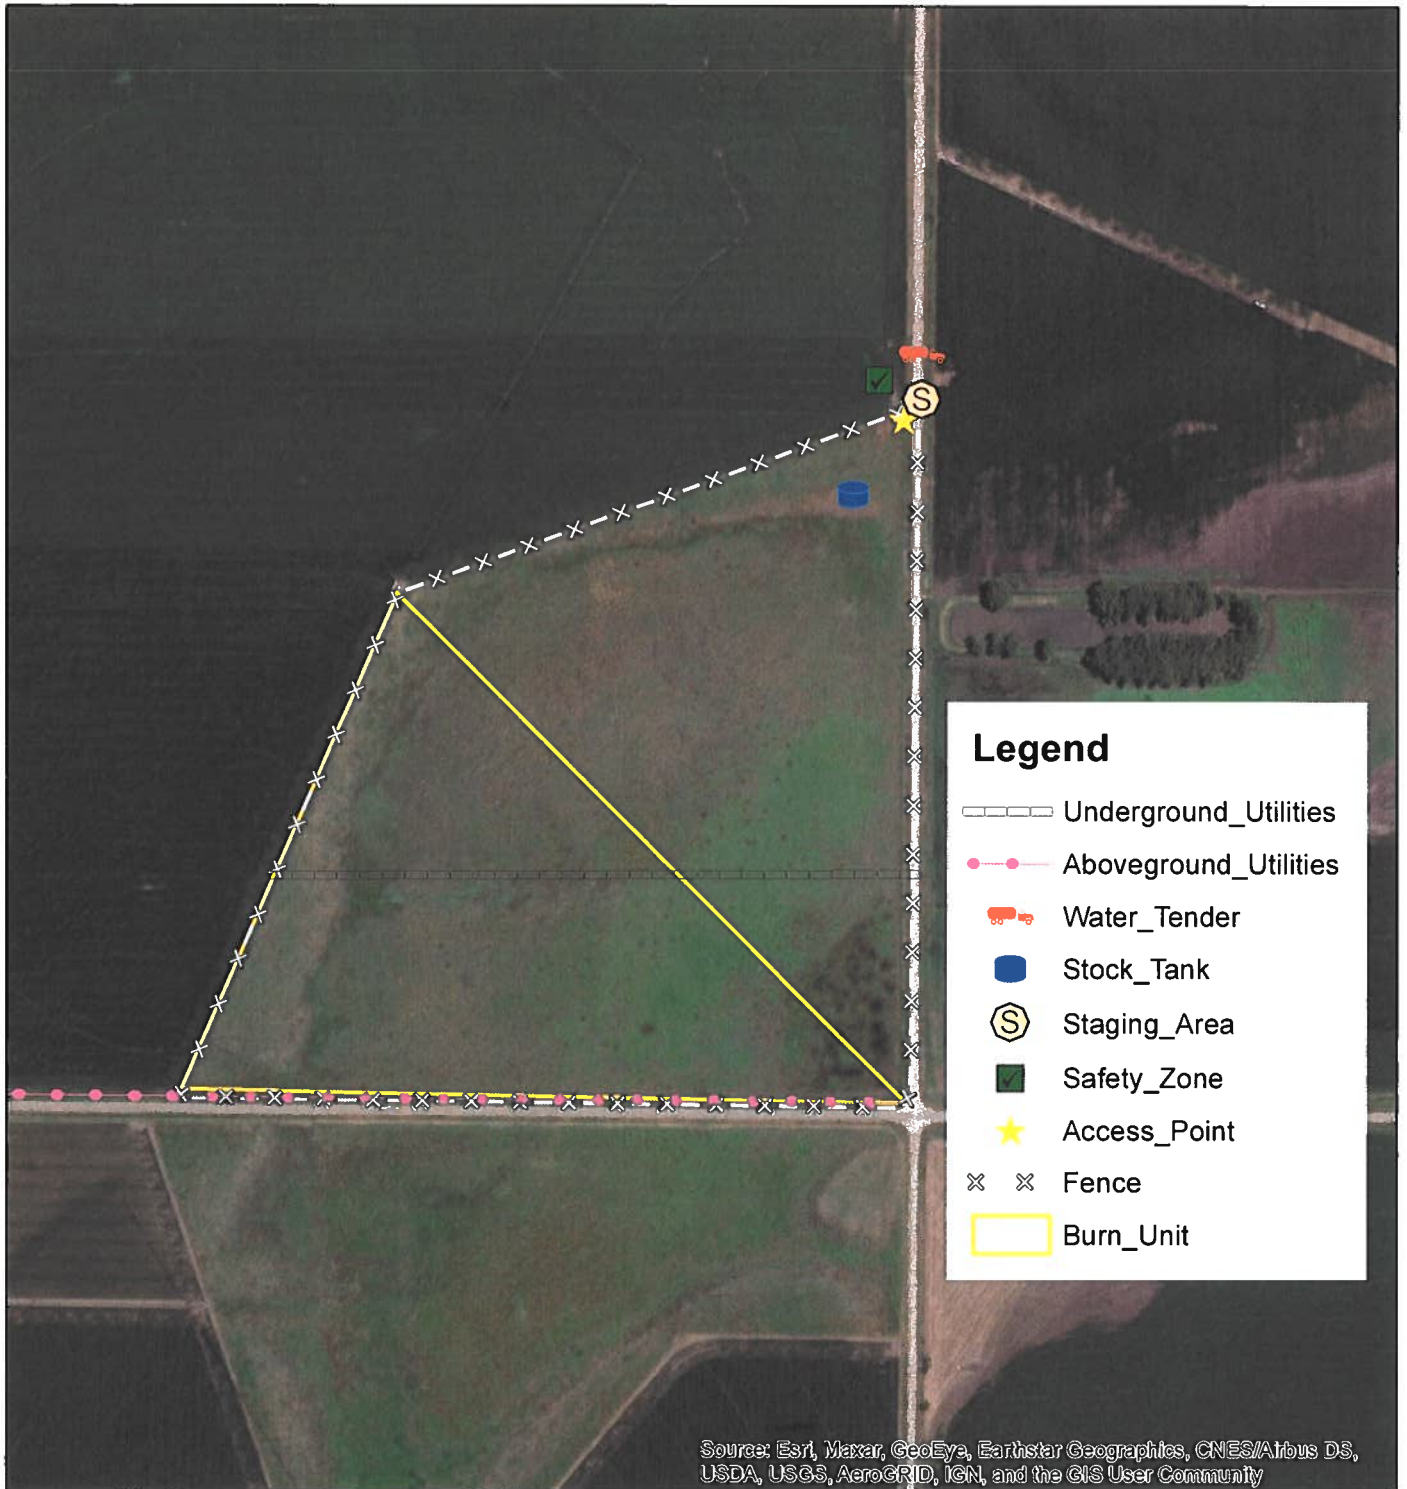 S
Legend
Underground_Utilities
Aboveground_Utilities
Water_Tender
Stock_Tank
S Staging_Area
Safety_Zone
Access_Point
Fence
Burn_Unit
Source: Esri, Maxar, GeoEye, Earthstar Geographics, CNES/Airbus DS,
USDA, USGS, AeroGRID, IGN, and the GIS User Community